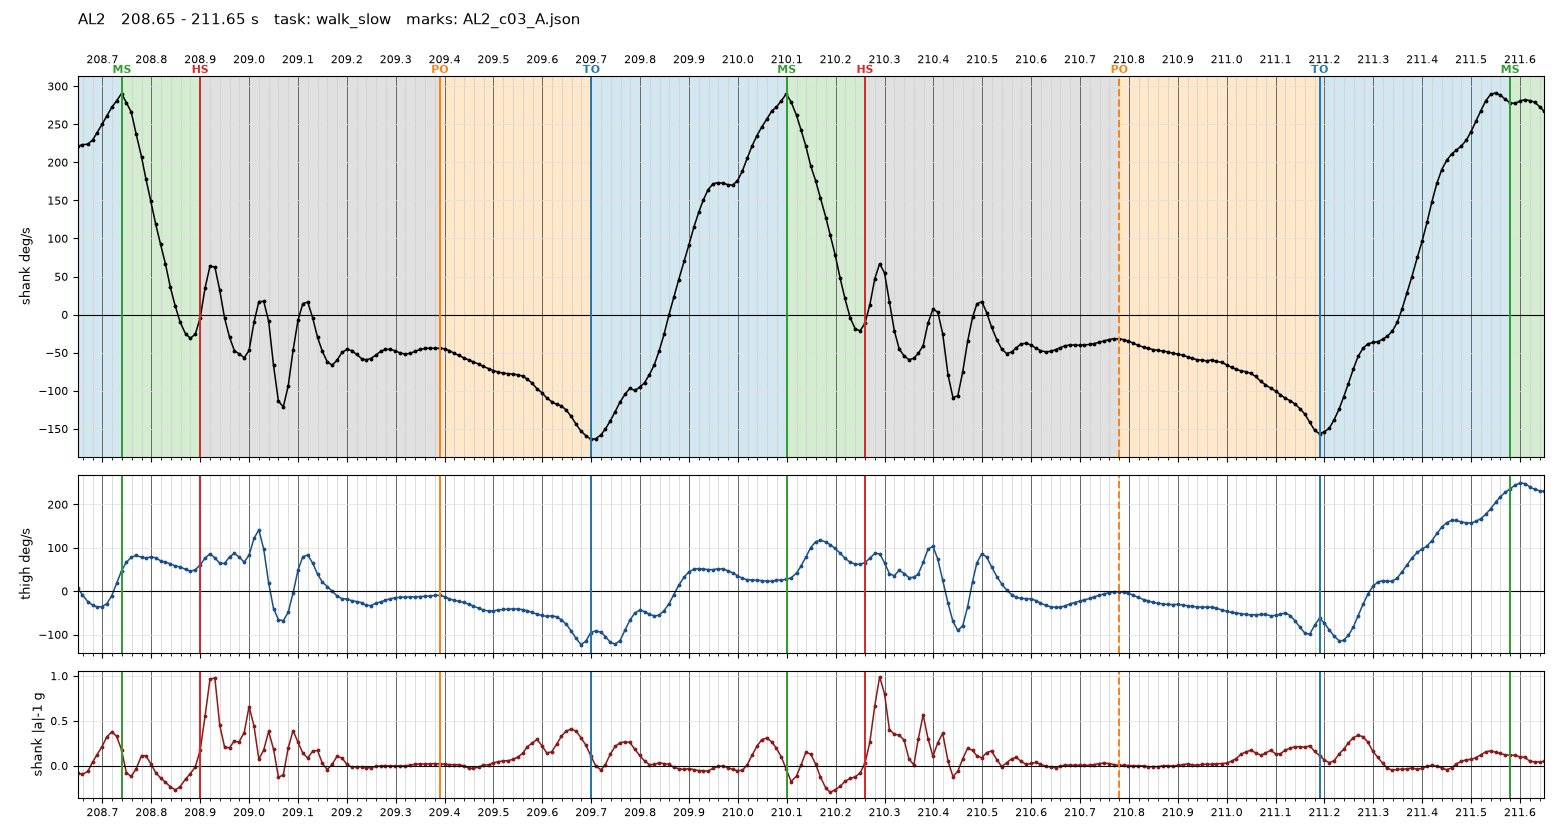 AL2 208.65 - 211.65 s task: walk_slow marks: AL2_c03_A.json
208.7 208.8 208.9 209.0 209.1 209.2 209.3 209.4 209.5 209.6 209.7 209.8 209.9 210.0 210.1 210.2 210.3 210.4 210.5 210.6 210.7 210.8 210.9 211.0 211.1 211.2 211.3 211.4 211.5 211.6
MS HS PO TO MS HS PO TO MS
300
250
200
150
100
50
0
−50
−100
−150
shank deg/s
200
100
0
−100
thigh deg/s
1.0
0.5
0.0
shank |a|-1 g
208.7 208.8 208.9 209.0 209.1 209.2 209.3 209.4 209.5 209.6 209.7 209.8 209.9 210.0 210.1 210.2 210.3 210.4 210.5 210.6 210.7 210.8 210.9 211.0 211.1 211.2 211.3 211.4 211.5 211.6